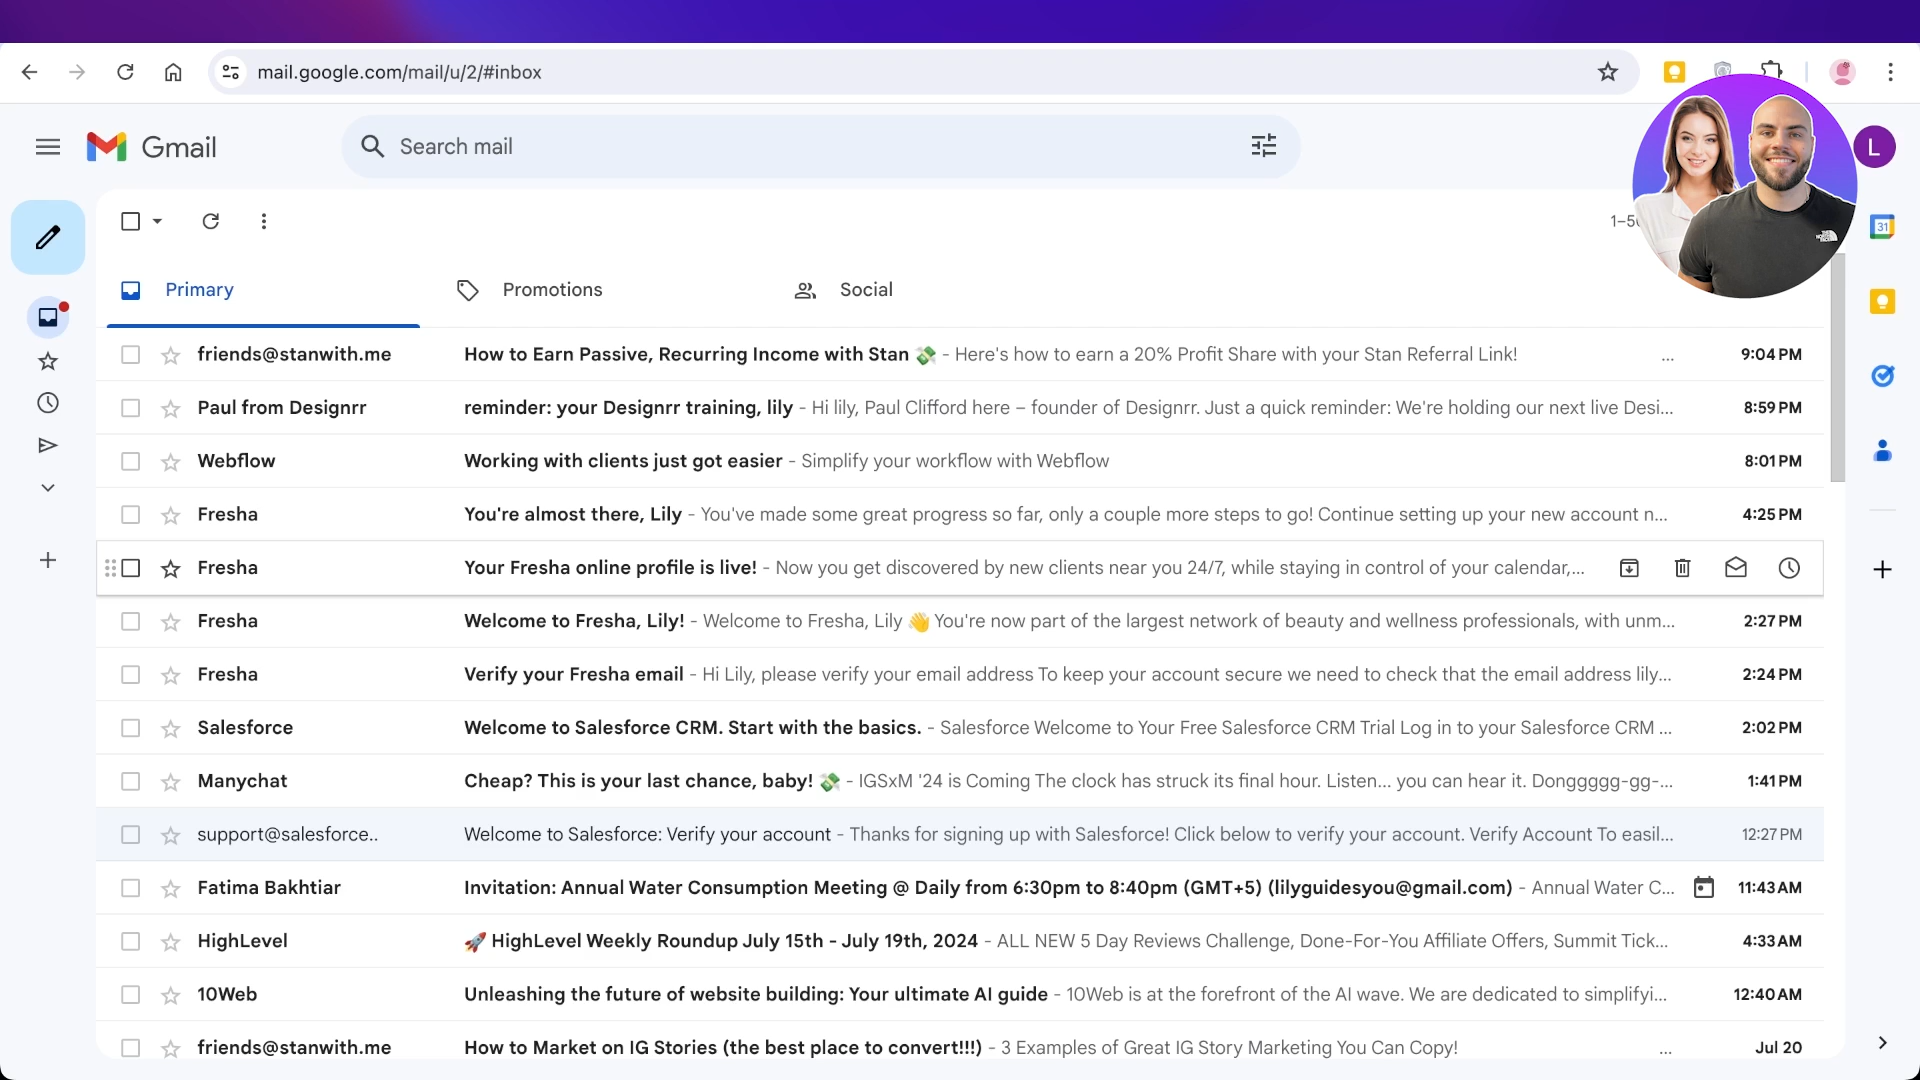 mail.google.com/mail/u/2/#inbox
Gmail
Search mail
L
1–5
31
Primary
Promotions
Social
friends@stanwith.me How to Earn Passive, Recurring Income with Stan 💸 - Here's how to earn a 20% Profit Share with your Stan Referral Link! ... 9:04 PM
Paul from Designrr reminder: your Designrr training, lily - Hi lily, Paul Clifford here – founder of Designrr. Just a quick reminder: We're holding our next live Desi... 8:59 PM
Webflow Working with clients just got easier - Simplify your workflow with Webflow 8:01 PM
Fresha You're almost there, Lily - You've made some great progress so far, only a couple more steps to go! Continue setting up your new account n... 4:25 PM
Fresha Your Fresha online profile is live! - Now you get discovered by new clients near you 24/7, while staying in control of your calendar,...
Fresha Welcome to Fresha, Lily! - Welcome to Fresha, Lily 👋 You're now part of the largest network of beauty and wellness professionals, with unm... 2:27 PM
Fresha Verify your Fresha email - Hi Lily, please verify your email address To keep your account secure we need to check that the email address lily... 2:24 PM
Salesforce Welcome to Salesforce CRM. Start with the basics. - Salesforce Welcome to Your Free Salesforce CRM Trial Log in to your Salesforce CRM ... 2:02 PM
Manychat Cheap? This is your last chance, baby! 💸 - IGSxM '24 is Coming The clock has struck its final hour. Listen... you can hear it. Donggggg-gg-... 1:41 PM
support@salesforce.. Welcome to Salesforce: Verify your account - Thanks for signing up with Salesforce! Click below to verify your account. Verify Account To easil... 12:27 PM
Fatima Bakhtiar Invitation: Annual Water Consumption Meeting @ Daily from 6:30pm to 8:40pm (GMT+5) (lilyguidesyou@gmail.com) - Annual Water C... 11:43 AM
HighLevel 🚀 HighLevel Weekly Roundup July 15th - July 19th, 2024 - ALL NEW 5 Day Reviews Challenge, Done-For-You Affiliate Offers, Summit Tick... 4:33 AM
10Web Unleashing the future of website building: Your ultimate AI guide - 10Web is at the forefront of the AI wave. We are dedicated to simplifyi... 12:40 AM
friends@stanwith.me How to Market on IG Stories (the best place to convert!!!) - 3 Examples of Great IG Story Marketing You Can Copy! ... Jul 20